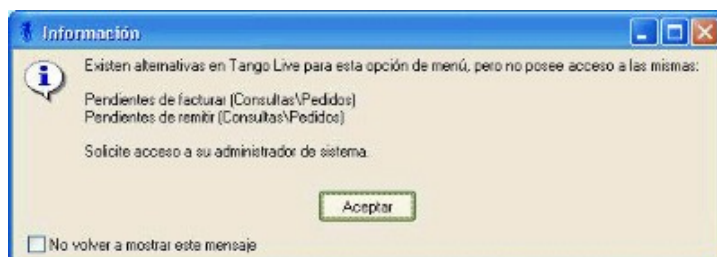 Información
Existen alternativas en Tango Live para esta opción de menú, pero no posee acceso a las mismas:
Pendientes de facturar (Consultas\Pedidos)
Pendientes de remitir (Consultas\Pedidos)
Solicite acceso a su administrador de sistema.
Aceptar
No volver a mostrar este mensaje